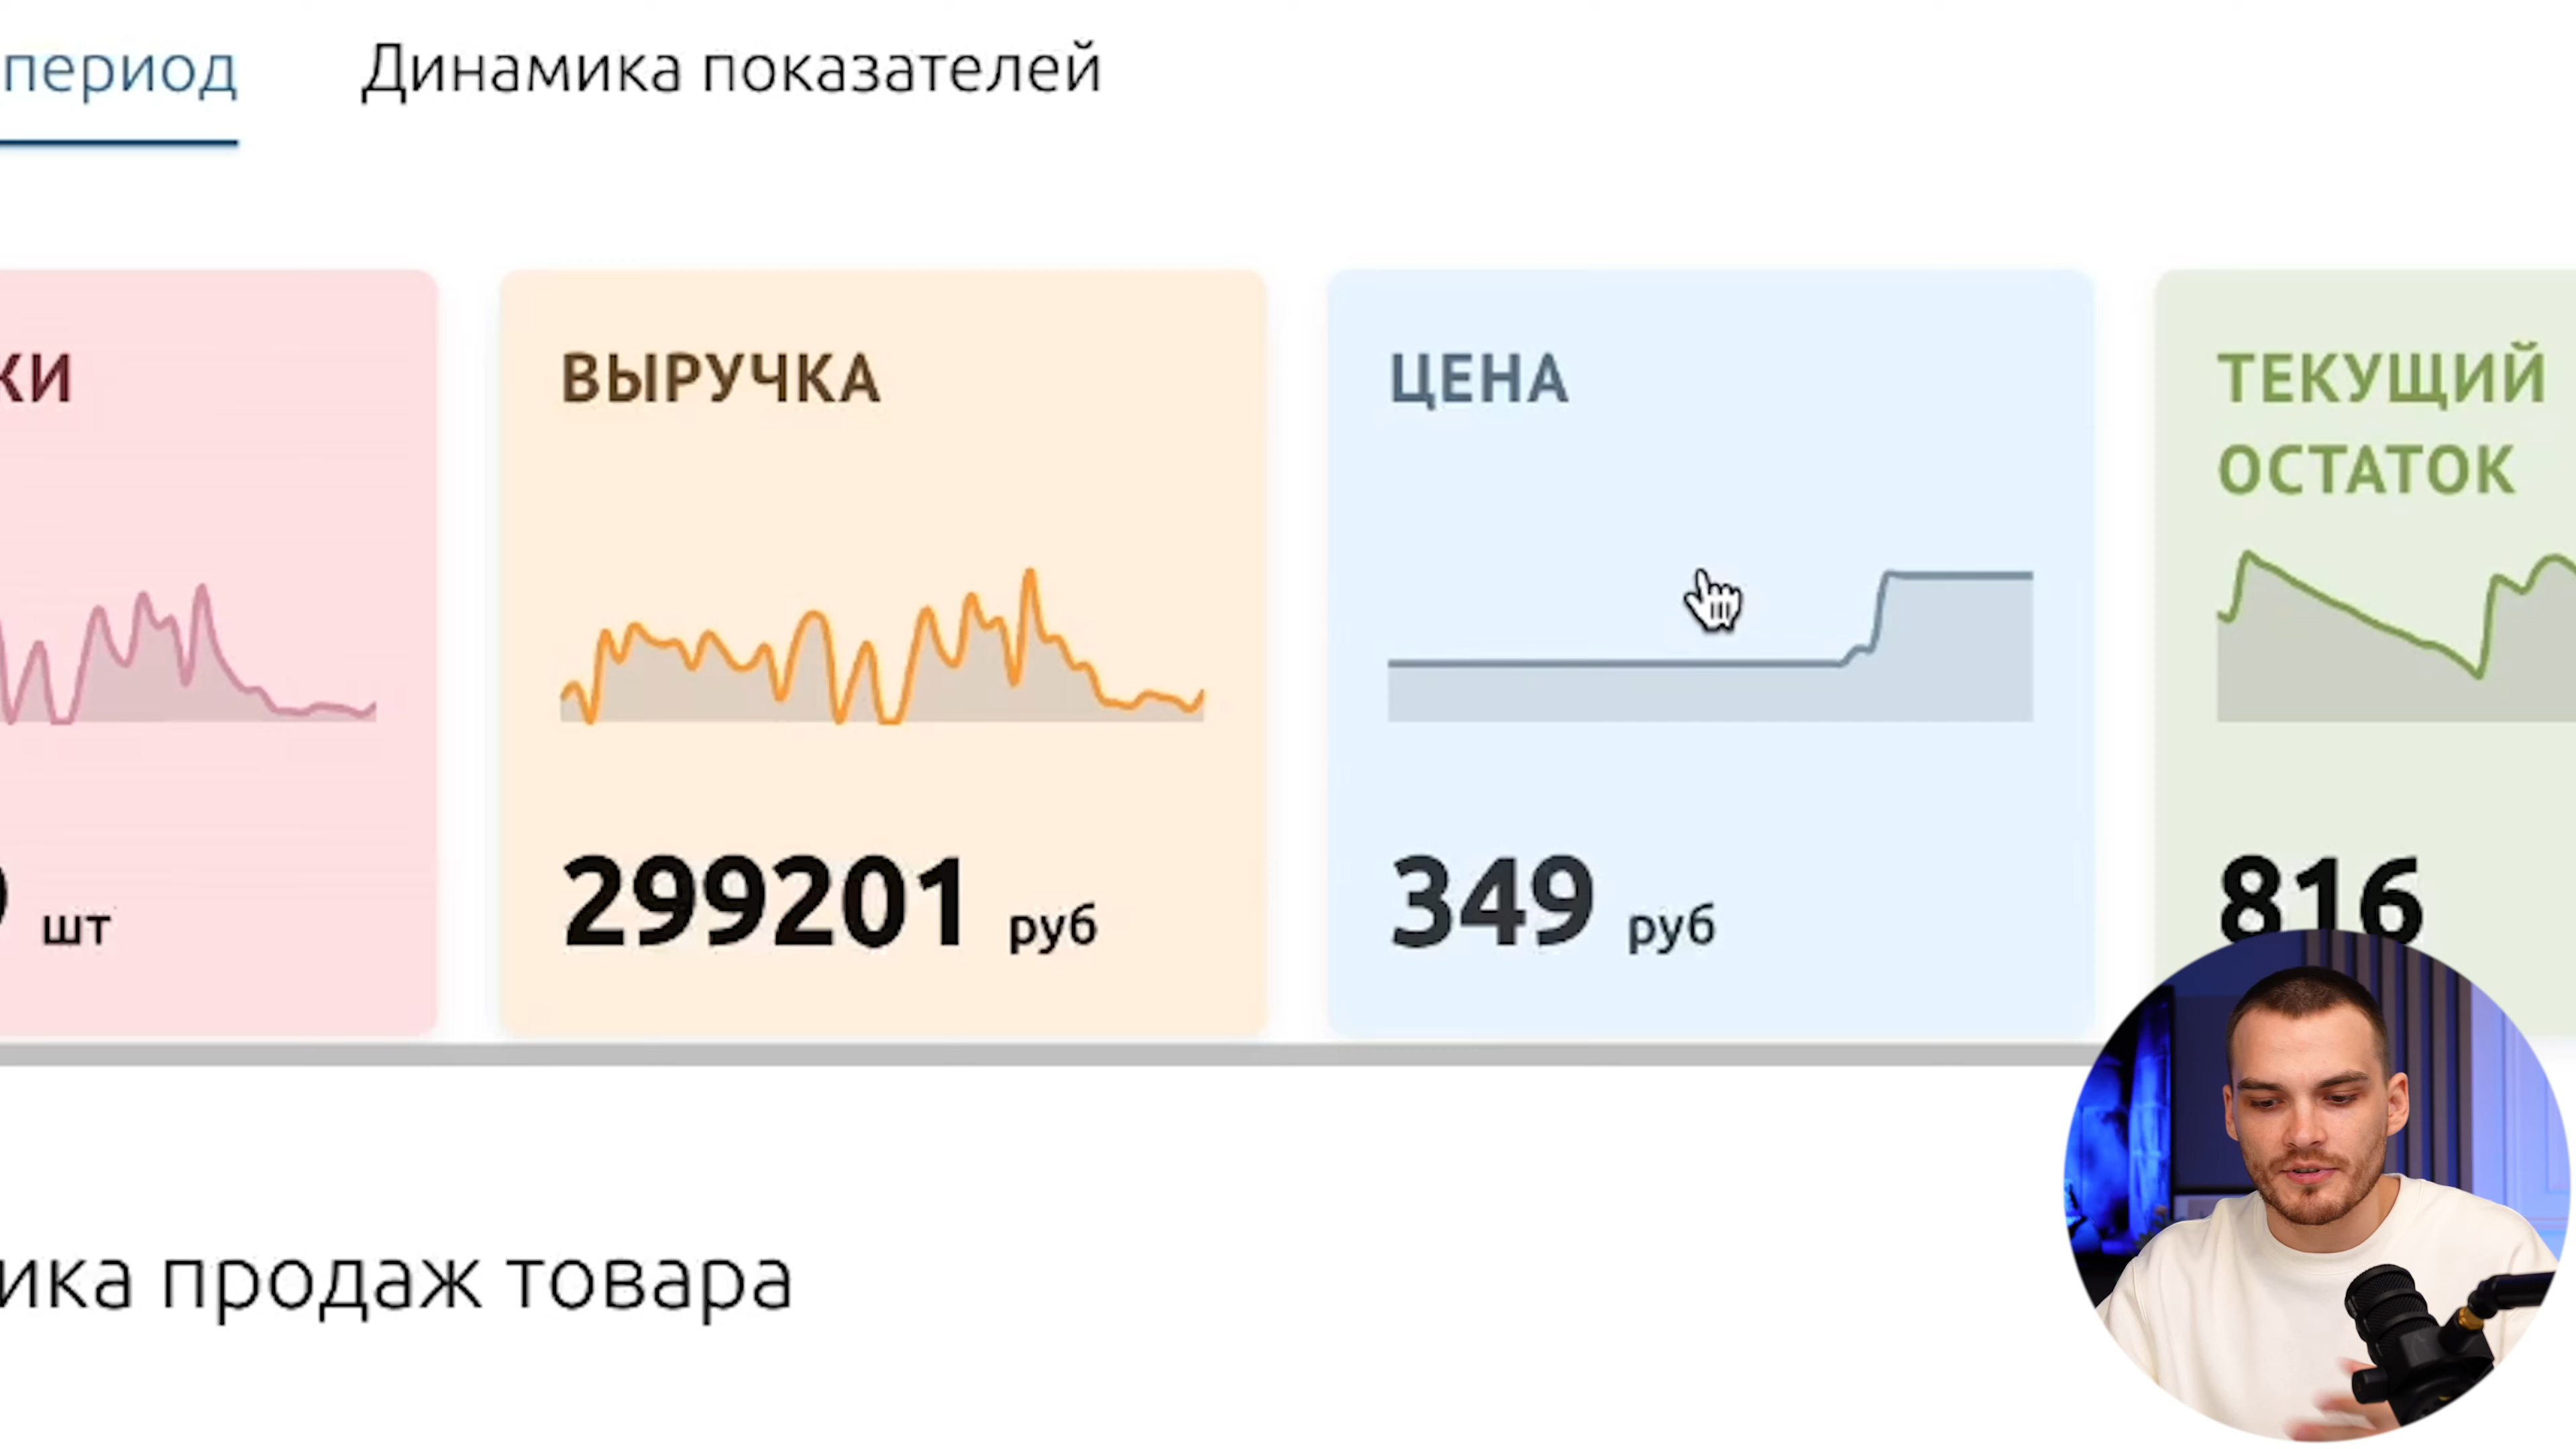 период Динамика показателей
КИ
шт
ВЫРУЧКА
299201 руб
ЦЕНА
349 руб
ТЕКУЩИЙ
ОСТАТОК
816
ика продаж товара